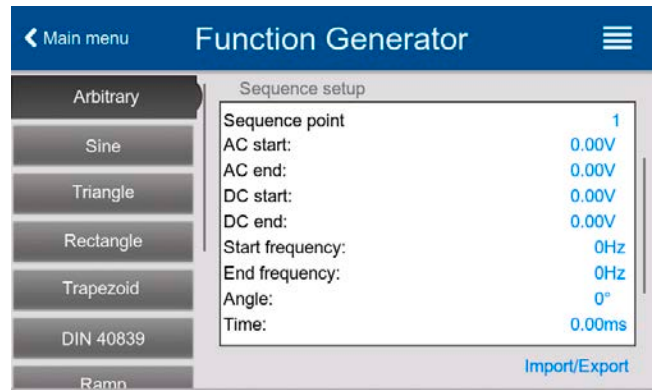 Main menu
Function Generator
Arbitrary
Sine
Triangle
Rectangle
Trapezoid
DIN 40839
Ramp
Sequence setup
Sequence point 1
AC start: 0.00V
AC end: 0.00V
DC start: 0.00V
DC end: 0.00V
Start frequency: 0Hz
End frequency: 0Hz
Angle: 0°
Time: 0.00ms
Import/Export